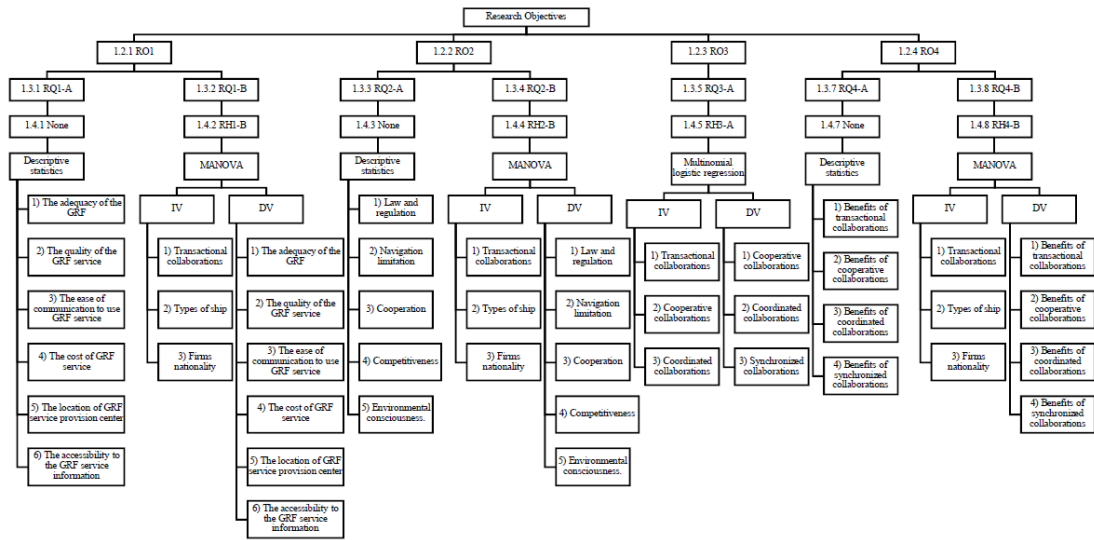 Research Objectives
1.2.1 RO1
1.2.2 RO2
1.2.3 RO3
1.2.4 RO4
1.3.1 RQ1-A
1.3.2 RQ1-B
1.3.3 RQ2-A
1.3.4 RQ2-B
1.3.5 RQ3-A
1.3.7 RQ4-A
1.3.8 RQ4-B
1.4.1 None
1.4.2 RH1-B
1.4.3 None
1.4.4 RH2-B
1.4.5 RH3-A
1.4.7 None
1.4.8 RH4-B
Descriptive
statistics
MANOVA
Descriptive
statistics
MANOVA
Multinomial
logistic regression
Descriptive
statistics
MANOVA
1) The adequacy of the
GRF
2) The quality of the
GRF service
3) The ease of
communication to use
GRF service
4) The cost of GRF
service
5) The location of GRF
service provision center
6) The accessibility to
the GRF service
information
IV
1) Transactional
collaborations
2) Types of ship
3) Firms
nationality
DV
1) The adequacy of the
GRF
2) The quality of the
GRF service
3) The ease of
communication to use
GRF service
4) The cost of GRF
service
5) The location of GRF
service provision center
6) The accessibility to
the GRF service
information
1) Law and
regulation
2) Navigation
limitation
3) Cooperation
4) Competitiveness
5) Environmental
consciousness.
IV
1) Transactional
collaborations
2) Types of ship
3) Firms
nationality
DV
1) Law and
regulation
2) Navigation
limitation
3) Cooperation
4) Competitiveness
5) Environmental
consciousness.
IV
1) Transactional
collaborations
2) Cooperative
collaborations
3) Coordinated
collaborations
DV
1) Cooperative
collaborations
2) Coordinated
collaborations
3) Synchronized
collaborations
1) Benefits of
transactional
collaborations
2) Benefits of
cooperative
collaborations
3) Benefits of
coordinated
collaborations
4) Benefits of
synchronized
collaborations
IV
1) Transactional
collaborations
2) Types of ship
3) Firms
nationality
DV
1) Benefits of
transactional
collaborations
2) Benefits of
cooperative
collaborations
3) Benefits of
coordinated
collaborations
4) Benefits of
synchronized
collaborations